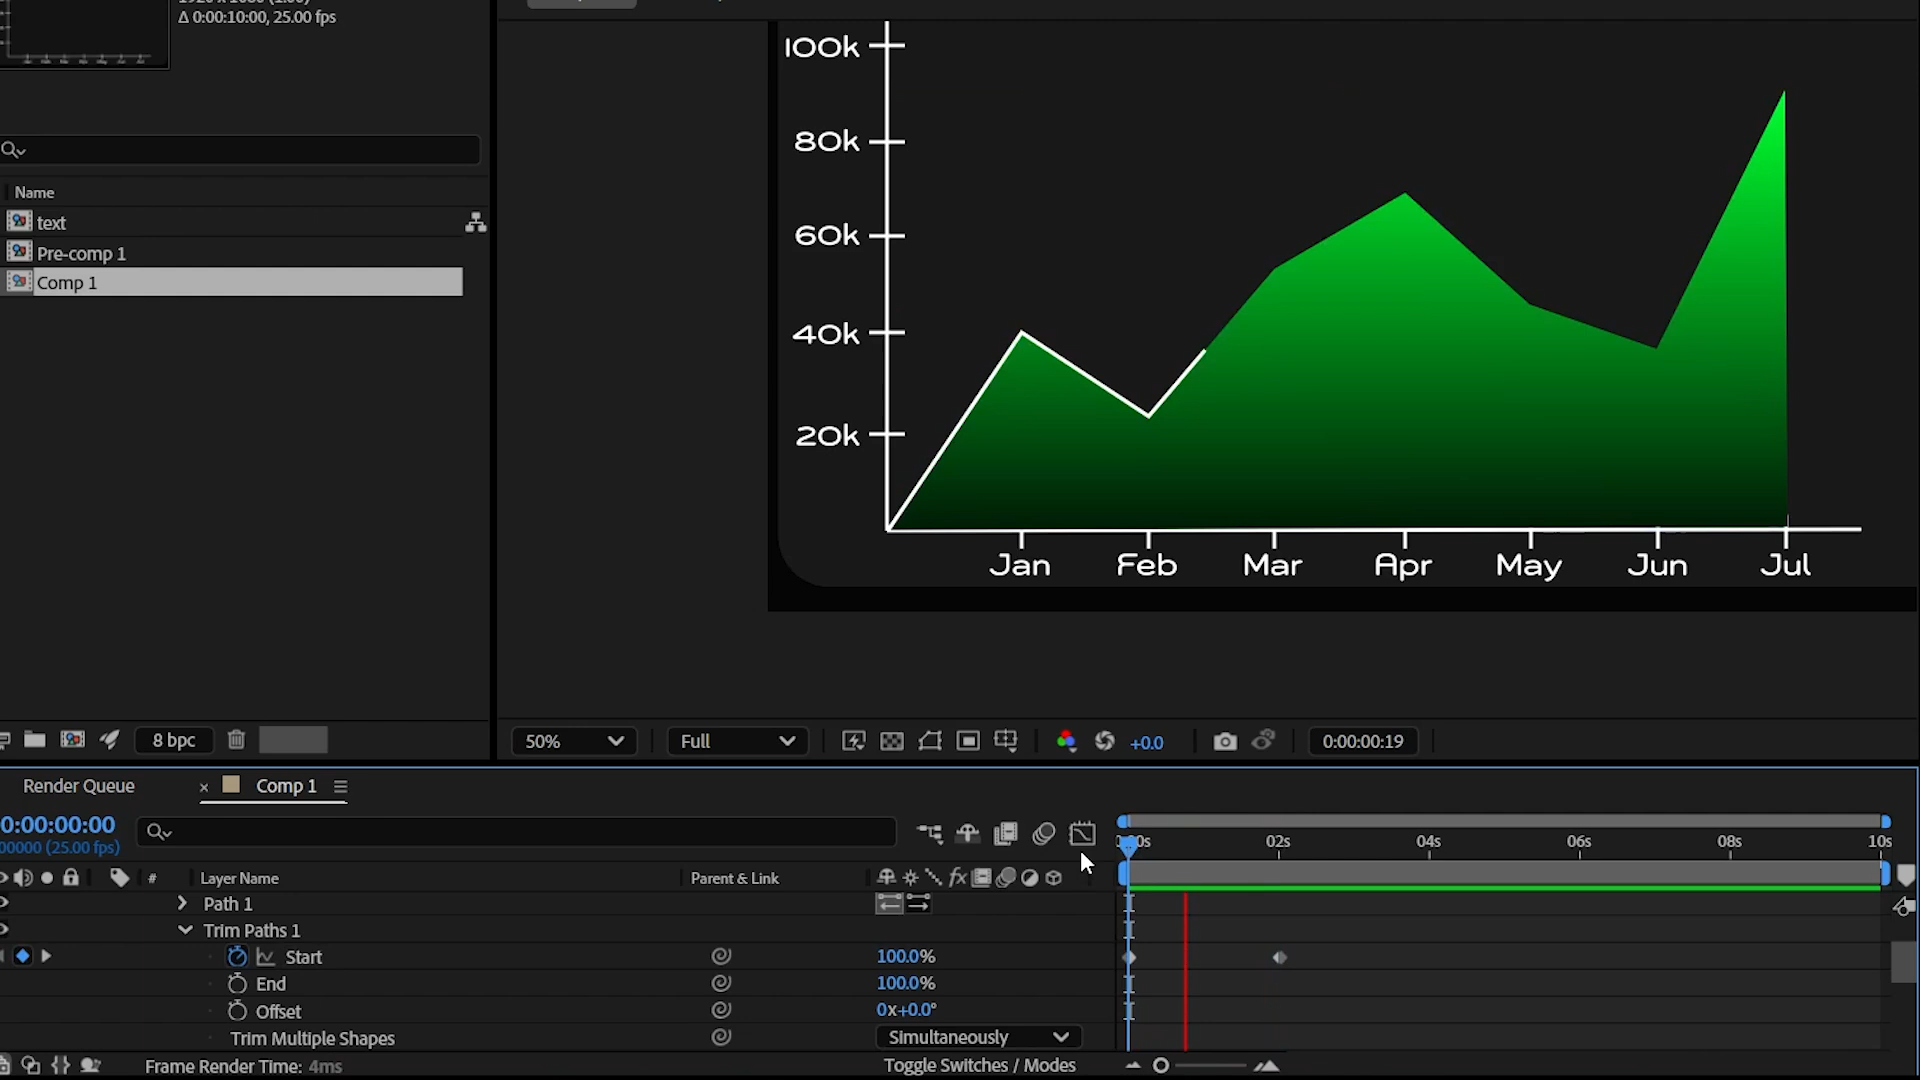 Δ 0:00:10:00, 25.00 fps
Name
text
Pre-comp 1
Comp 1
100k
80k
60k
40k
20k
Jan Feb Mar Apr May Jun Jul
8 bpc
50% Full +0.0 0:00:00:19
Render Queue × Comp 1
0:00:00:00
00000 (25.00 fps)
02s 04s 06s 08s 10s
# Layer Name Parent & Link fx
Path 1
Trim Paths 1
Start 100.0%
End 100.0%
Offset 0x+0.0°
Trim Multiple Shapes Simultaneously
Frame Render Time: 4ms Toggle Switches / Modes